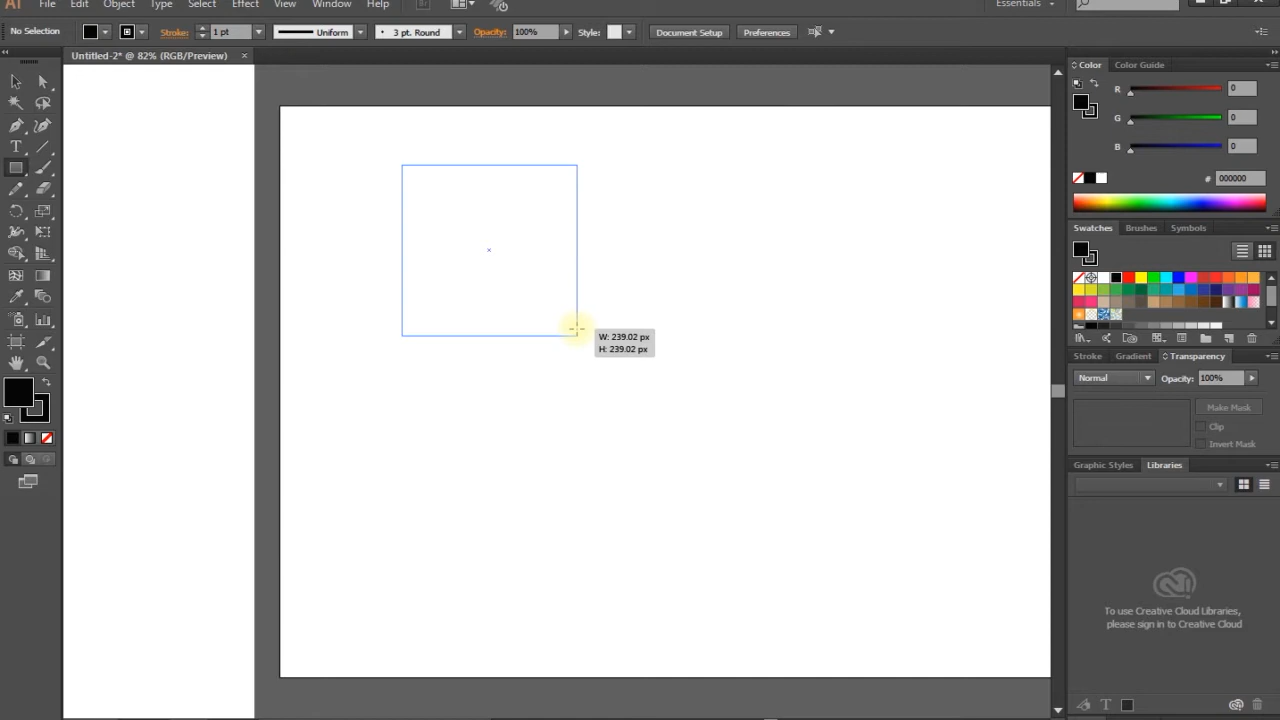 Ai File Edit Object Type Select Effect View Window Help Essentials
No Selection Stroke: 1 pt Uniform 3 pt. Round Opacity: 100% Style: Document Setup Preferences
Untitled-2* @ 82% (RGB/Preview) ×
Color Color Guide
R 0
G 0
B 0
# 000000
Swatches Brushes Symbols
W: 239.02 px
H: 239.02 px
Stroke Gradient Transparency
Normal Opacity: 100%
Make Mask
Clip
Invert Mask
Graphic Styles Libraries
To use Creative Cloud Libraries,
please sign in to Creative Cloud